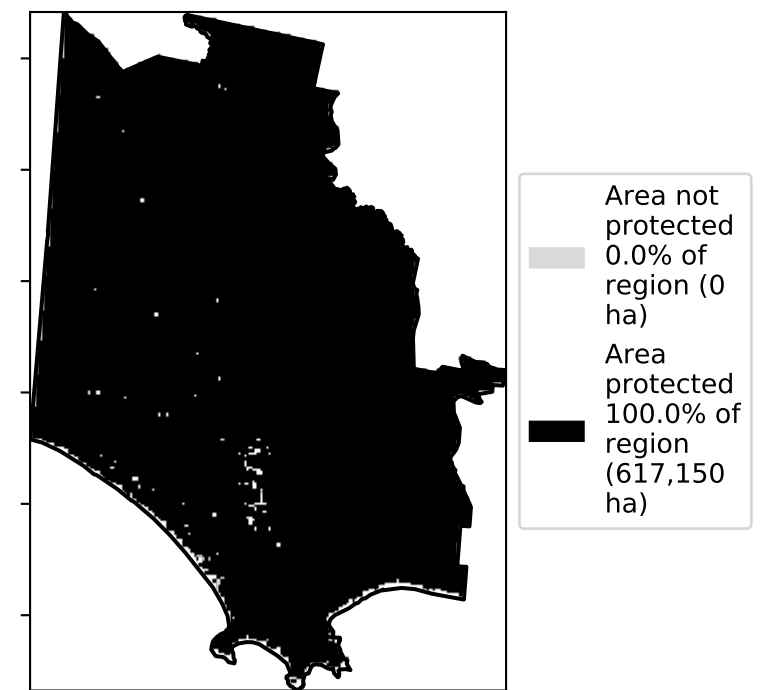 Area not
protected
0.0% of
region (0
ha)
Area
protected
100.0% of
region
(617,150
ha)